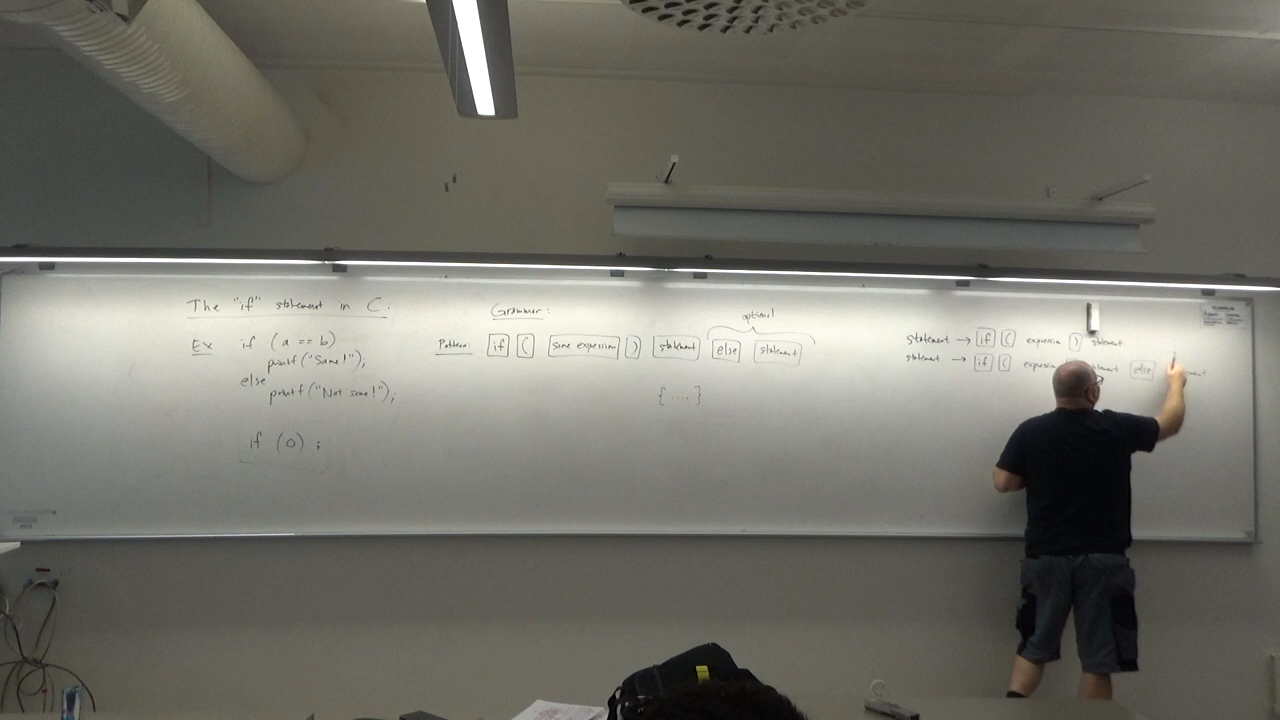 The "if" statement in C:
Ex if (a == b)
printf("Same!");
else
printf("Not same!");
if (0) ;
Grammar:
optional
Pattern: if ( some expression ) statement else statement
{ .... }
statement → if ( expression ) statement
statement → if ( else